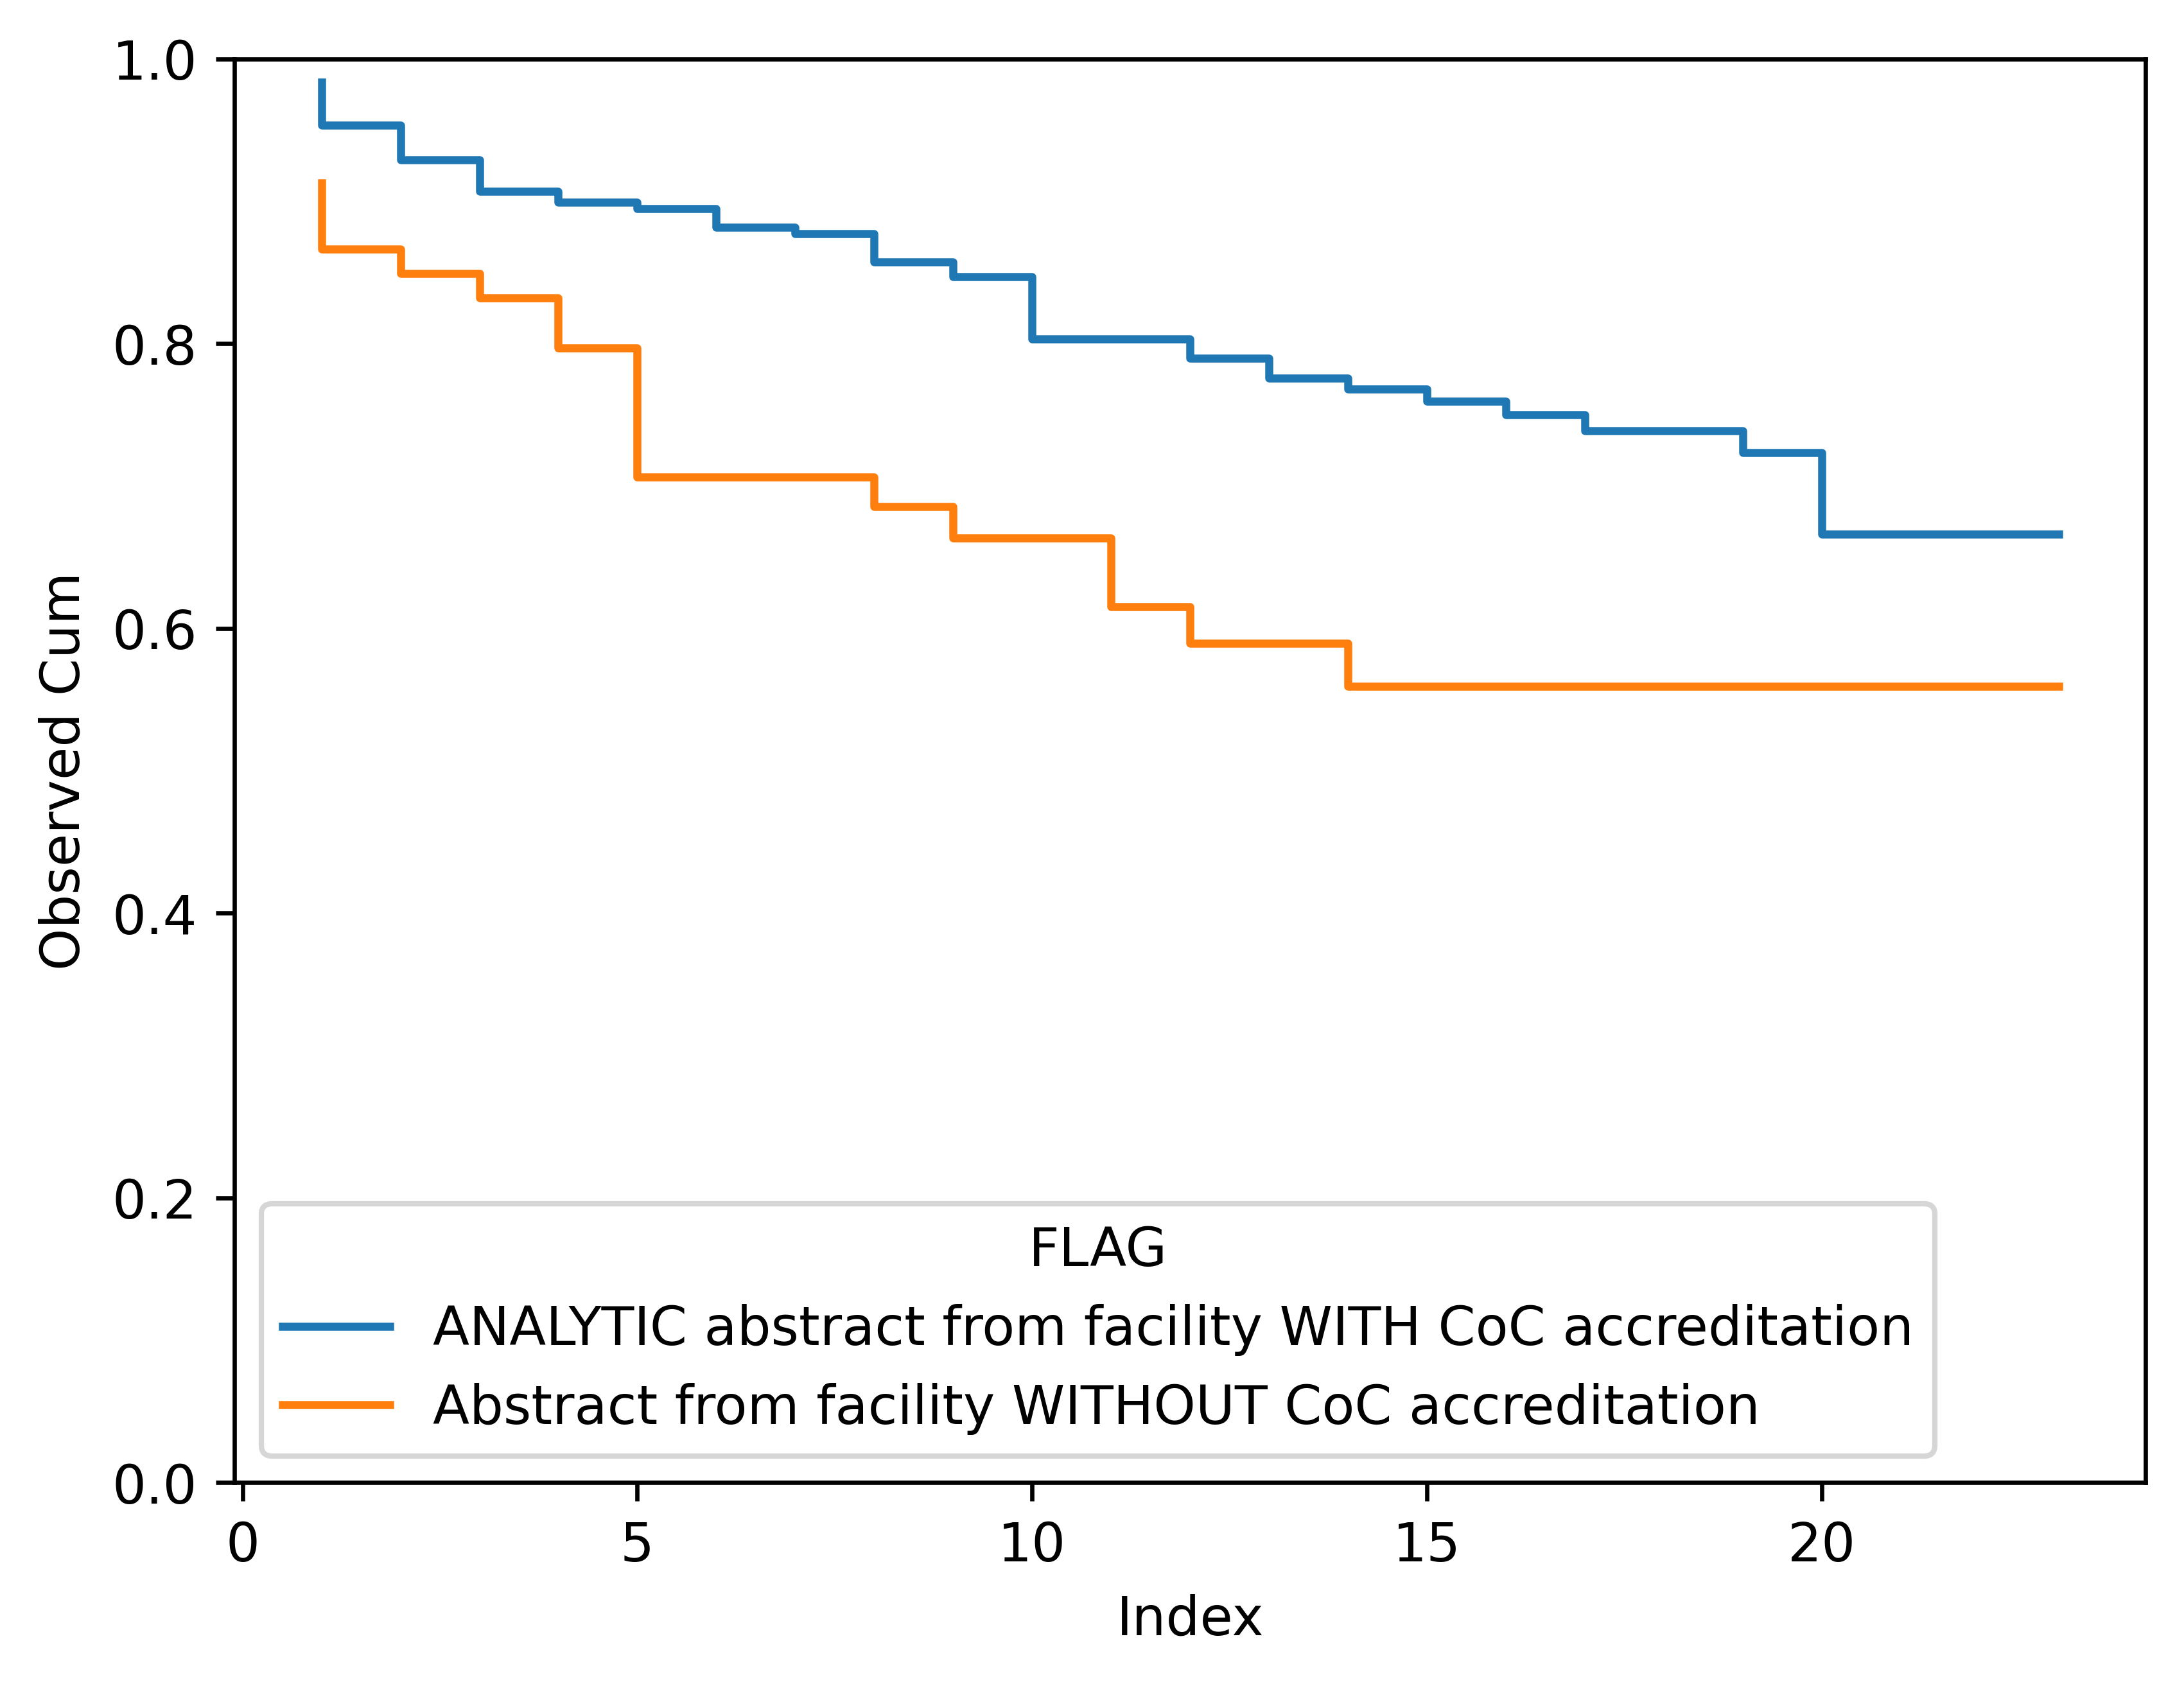 1.0
0.8
0.6
0.4
0.2
0.0
Observed Cum
FLAG
ANALYTIC abstract from facility WITH CoC accreditation
Abstract from facility WITHOUT CoC accreditation
0 5 10 15 20
Index